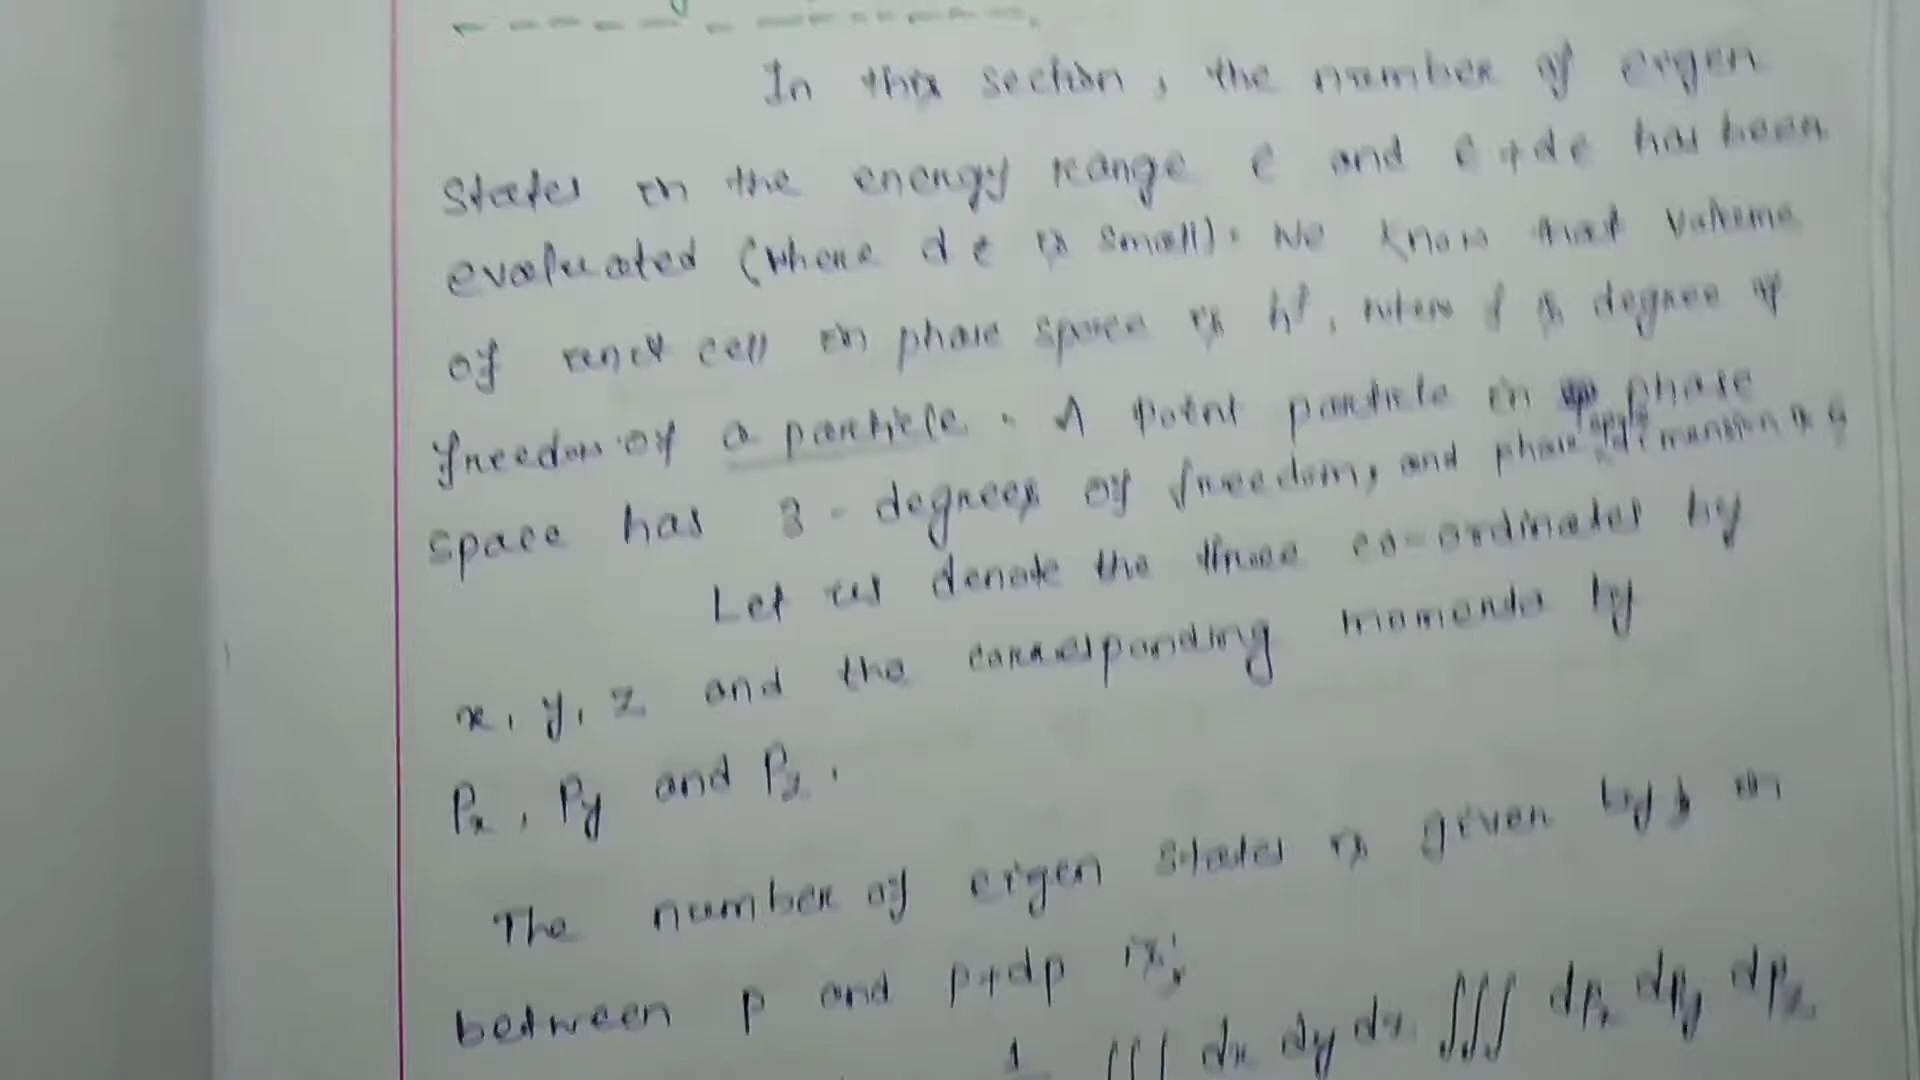 In this section, the number of eigen
states in the energy range ϵ and ϵ+dϵ has been
evaluated (where dϵ is small). We know that volume
of unit cell in phase space is hᶠ, where f is degree of
freedom of a particle. A point particle in phase
space has 3-degrees of freedom, and phase space dimension is 6
Let us denote the three co-ordinates by
x, y, z and the corresponding momenta by
Pₓ, Py and Pz.
The number of eigen states is given by, in
between p and p+dp is,
1 ∭ dx dy dz ∭ dpₓ dpy dpz